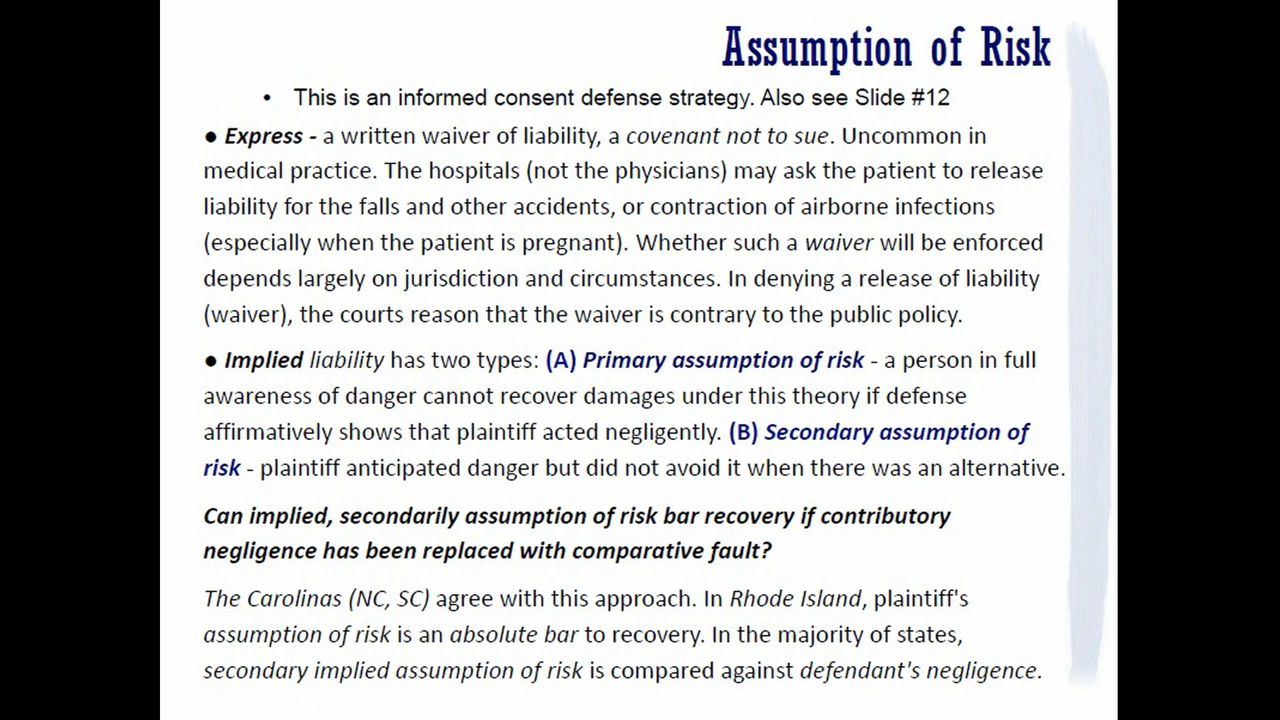 Assumption of Risk
• This is an informed consent defense strategy. Also see Slide #12
● Express - a written waiver of liability, a covenant not to sue. Uncommon in
medical practice. The hospitals (not the physicians) may ask the patient to release
liability for the falls and other accidents, or contraction of airborne infections
(especially when the patient is pregnant). Whether such a waiver will be enforced
depends largely on jurisdiction and circumstances. In denying a release of liability
(waiver), the courts reason that the waiver is contrary to the public policy.
● Implied liability has two types: (A) Primary assumption of risk - a person in full
awareness of danger cannot recover damages under this theory if defense
affirmatively shows that plaintiff acted negligently. (B) Secondary assumption of
risk - plaintiff anticipated danger but did not avoid it when there was an alternative.
Can implied, secondarily assumption of risk bar recovery if contributory
negligence has been replaced with comparative fault?
The Carolinas (NC, SC) agree with this approach. In Rhode Island, plaintiff's
assumption of risk is an absolute bar to recovery. In the majority of states,
secondary implied assumption of risk is compared against defendant's negligence.